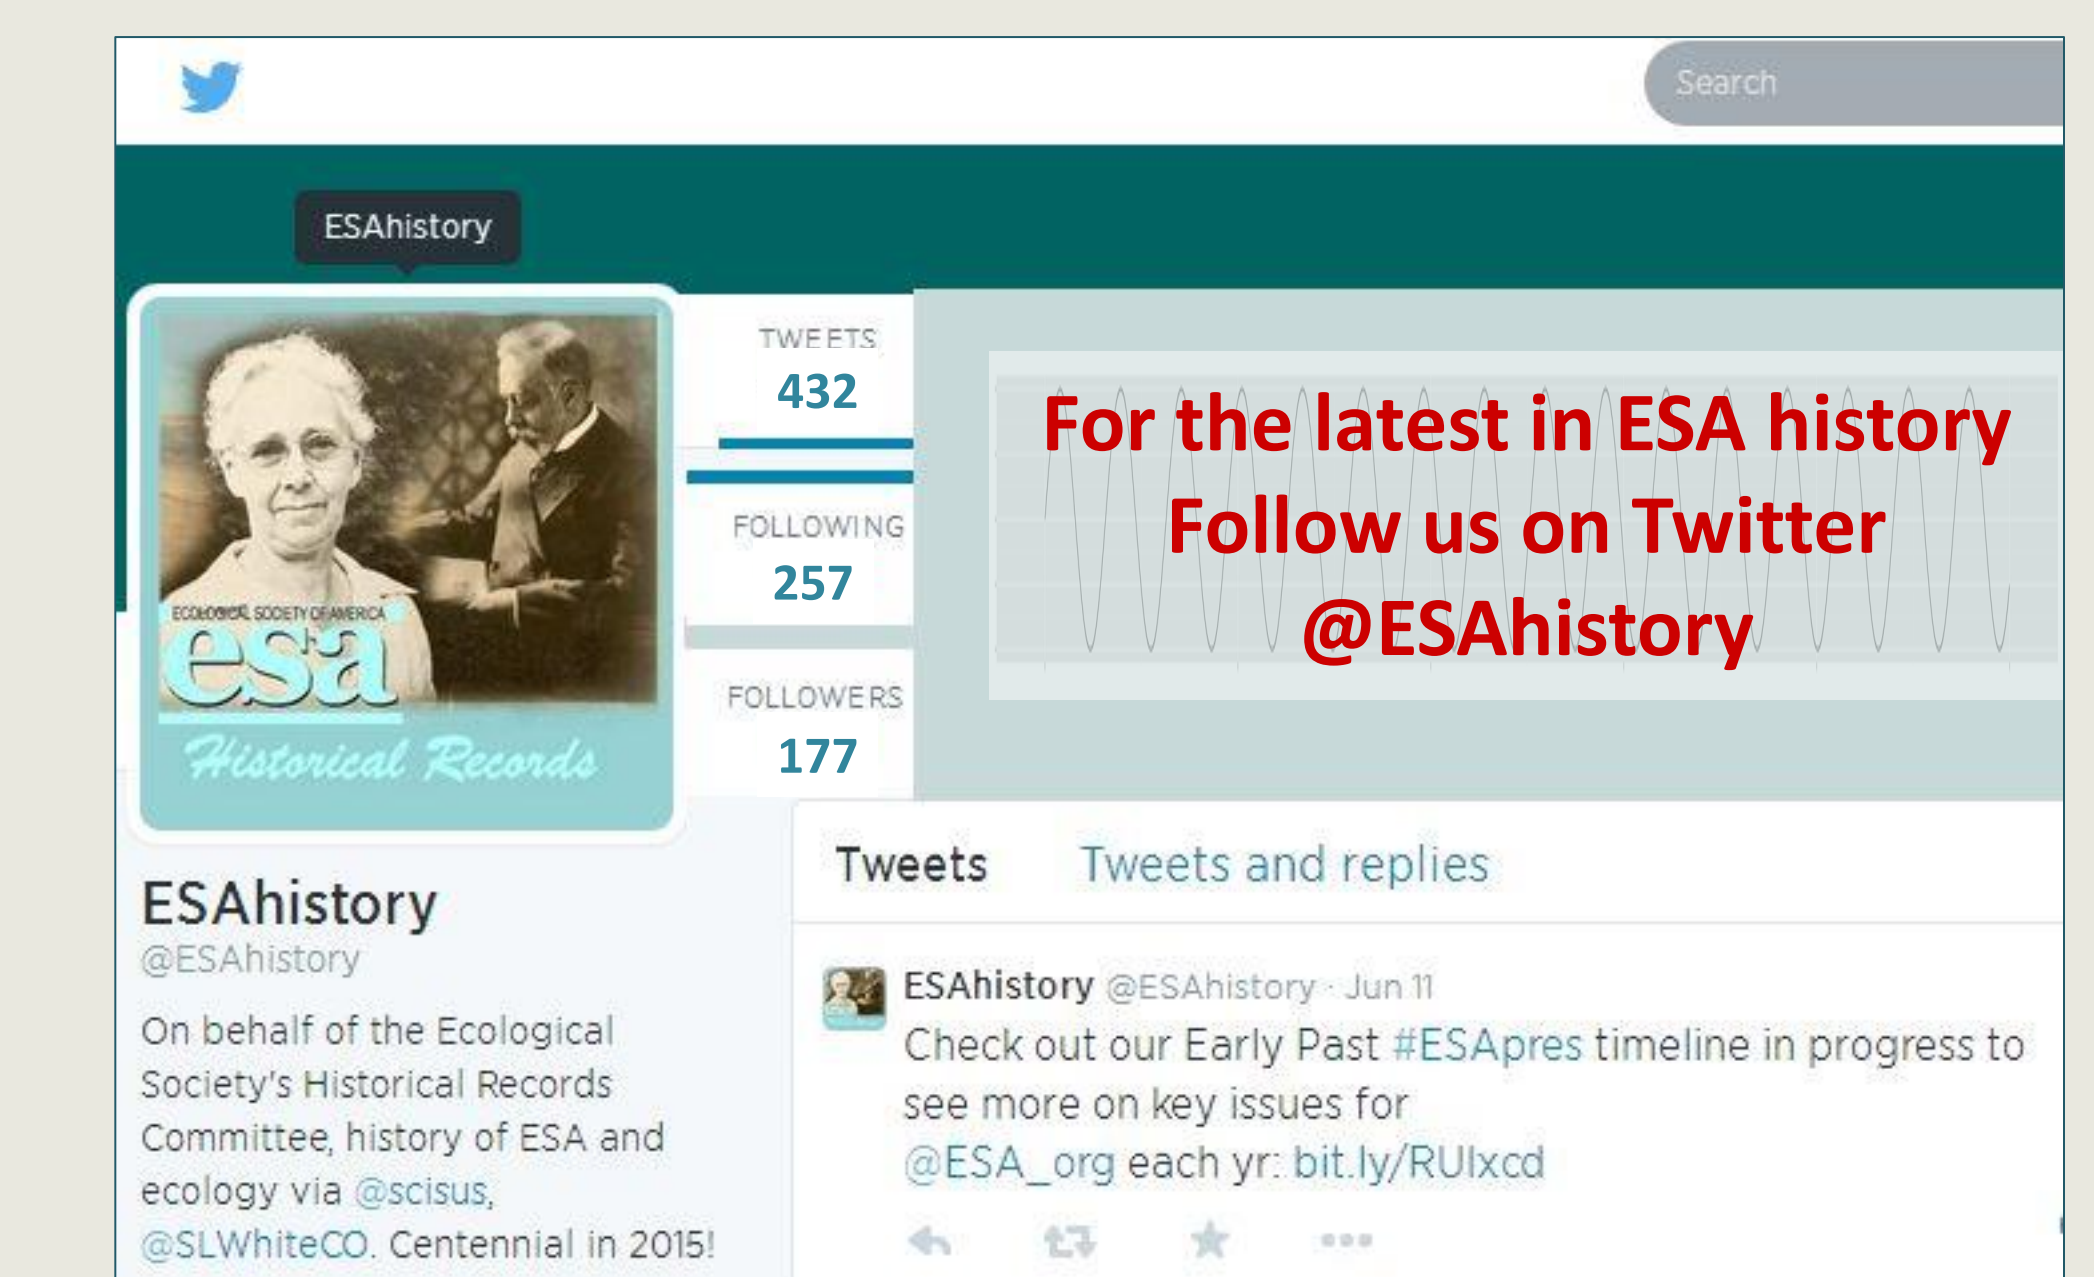 Search
ESAhistory
TWEETS
432
FOLLOWING
257
FOLLOWERS
177
For the latest in ESA history
Follow us on Twitter
@ESAhistory
ECOLOGICAL SOCIETY OF AMERICA
esa
Historical Records
ESAhistory
@ESAhistory
On behalf of the Ecological
Society's Historical Records
Committee, history of ESA and
ecology via @scisus,
@SLWhiteCO. Centennial in 2015!
Tweets Tweets and replies
ESAhistory @ESAhistory · Jun 11
Check out our Early Past #ESApres timeline in progress to
see more on key issues for
@ESA_org each yr: bit.ly/RUlxcd